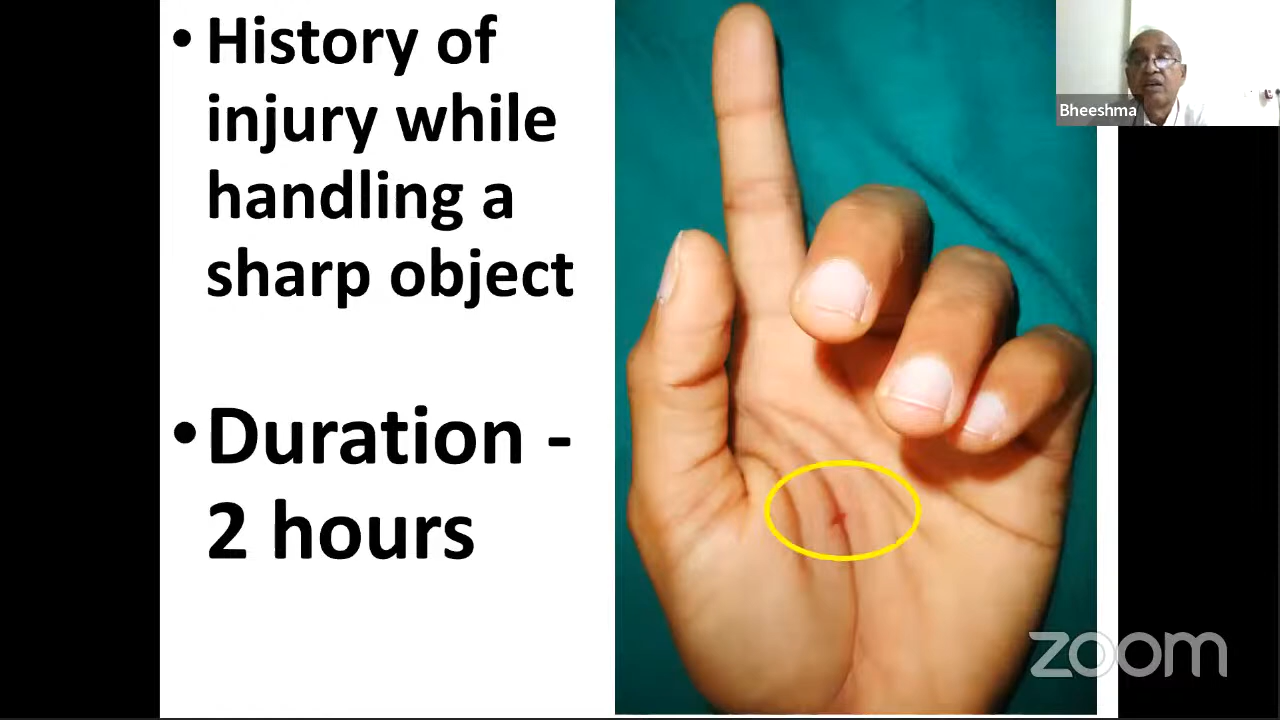 • History of
injury while
handling a
sharp object
• Duration -
2 hours
Bheeshma
zoom